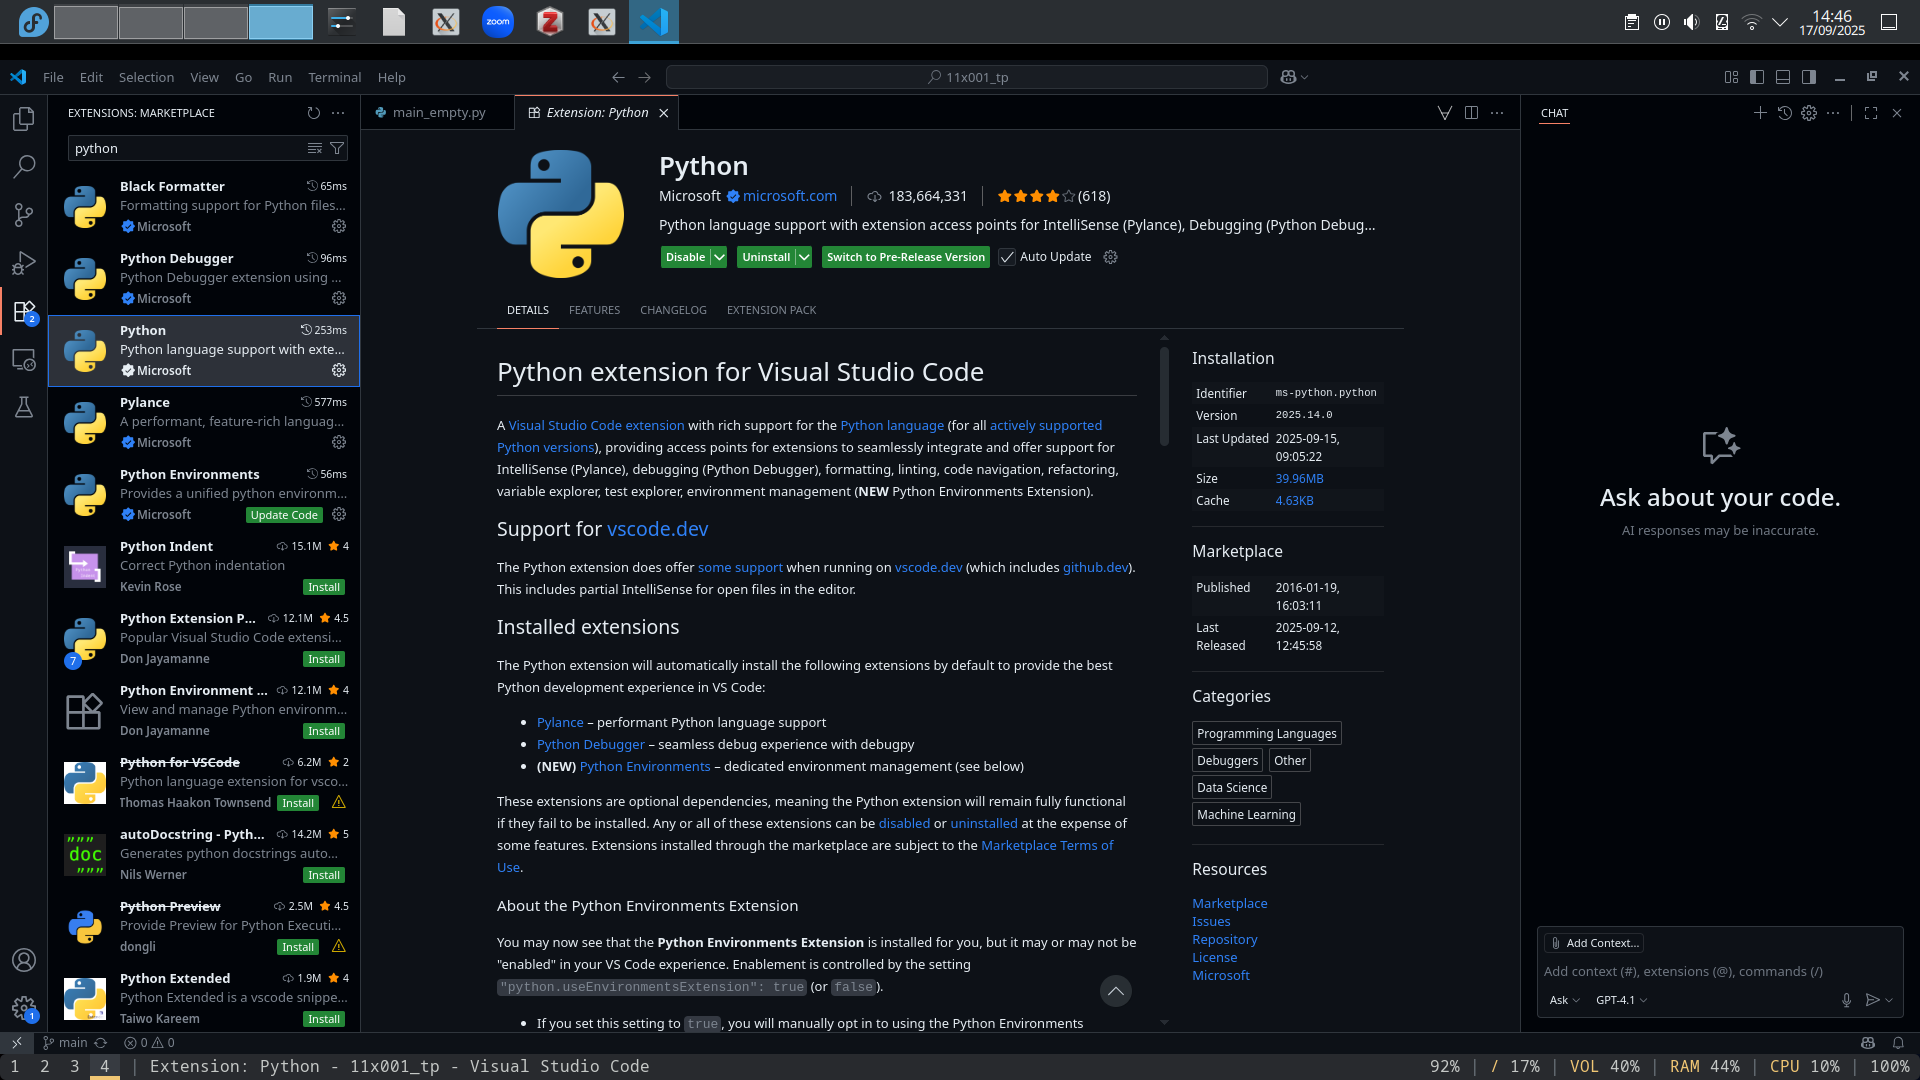 zoom
14:46
17/09/2025
File Edit Selection View Go Run Terminal Help
11x001_tp
EXTENSIONS: MARKETPLACE
main_empty.py
Extension: Python
CHAT
python
Black Formatter 65ms
Formatting support for Python files...
Microsoft
Python Debugger 96ms
Python Debugger extension using ...
Microsoft
Python 253ms
Python language support with exte...
Microsoft
Pylance 577ms
A performant, feature-rich languag...
Microsoft
Python Environments 56ms
Provides a unified python environm...
Microsoft Update Code
Python Indent 15.1M 4
Correct Python indentation
Kevin Rose Install
Python Extension P... 12.1M 4.5
Popular Visual Studio Code extensi...
7 Don Jayamanne Install
Python Environment ... 12.1M 4
View and manage Python environm...
Don Jayamanne Install
Python for VSCode 6.2M 2
Python language extension for vsco...
Thomas Haakon Townsend Install
autoDocstring - Pyth... 14.2M 5
Generates python docstrings auto...
"""
doc
"""
Nils Werner Install
Python Preview 2.5M 4.5
Provide Preview for Python Executi...
dongli Install
Python Extended 1.9M 4
Python Extended is a vscode snippe...
Taiwo Kareem Install
2
1
Python
Microsoft microsoft.com 183,664,331 (618)
Python language support with extension access points for IntelliSense (Pylance), Debugging (Python Debug...
Disable Uninstall Switch to Pre-Release Version Auto Update
DETAILS FEATURES CHANGELOG EXTENSION PACK
Python extension for Visual Studio Code
A Visual Studio Code extension with rich support for the Python language (for all actively supported
Python versions), providing access points for extensions to seamlessly integrate and offer support for
IntelliSense (Pylance), debugging (Python Debugger), formatting, linting, code navigation, refactoring,
variable explorer, test explorer, environment management (NEW Python Environments Extension).
Support for vscode.dev
The Python extension does offer some support when running on vscode.dev (which includes github.dev).
This includes partial IntelliSense for open files in the editor.
Installed extensions
The Python extension will automatically install the following extensions by default to provide the best
Python development experience in VS Code:
• Pylance – performant Python language support
• Python Debugger – seamless debug experience with debugpy
• (NEW) Python Environments – dedicated environment management (see below)
These extensions are optional dependencies, meaning the Python extension will remain fully functional
if they fail to be installed. Any or all of these extensions can be disabled or uninstalled at the expense of
some features. Extensions installed through the marketplace are subject to the Marketplace Terms of
Use.
About the Python Environments Extension
You may now see that the Python Environments Extension is installed for you, but it may or may not be
"enabled" in your VS Code experience. Enablement is controlled by the setting
"python.useEnvironmentsExtension": true (or false).
• If you set this setting to true, you will manually opt in to using the Python Environments
Installation
Identifier ms-python.python
Version 2025.14.0
Last Updated 2025-09-15,
09:05:22
Size 39.96MB
Cache 4.63KB
Marketplace
Published 2016-01-19,
16:03:11
Last 2025-09-12,
Released 12:45:58
Categories
Programming Languages
Debuggers Other
Data Science
Machine Learning
Resources
Marketplace
Issues
Repository
License
Microsoft
Ask about your code.
AI responses may be inaccurate.
Add Context...
Add context (#), extensions (@), commands (/)
Ask GPT-4.1
main 0 0
1 2 3 4 | Extension: Python - 11x001_tp - Visual Studio Code
92% | / 17% | VOL 40% | RAM 44% | CPU 10% | 100%